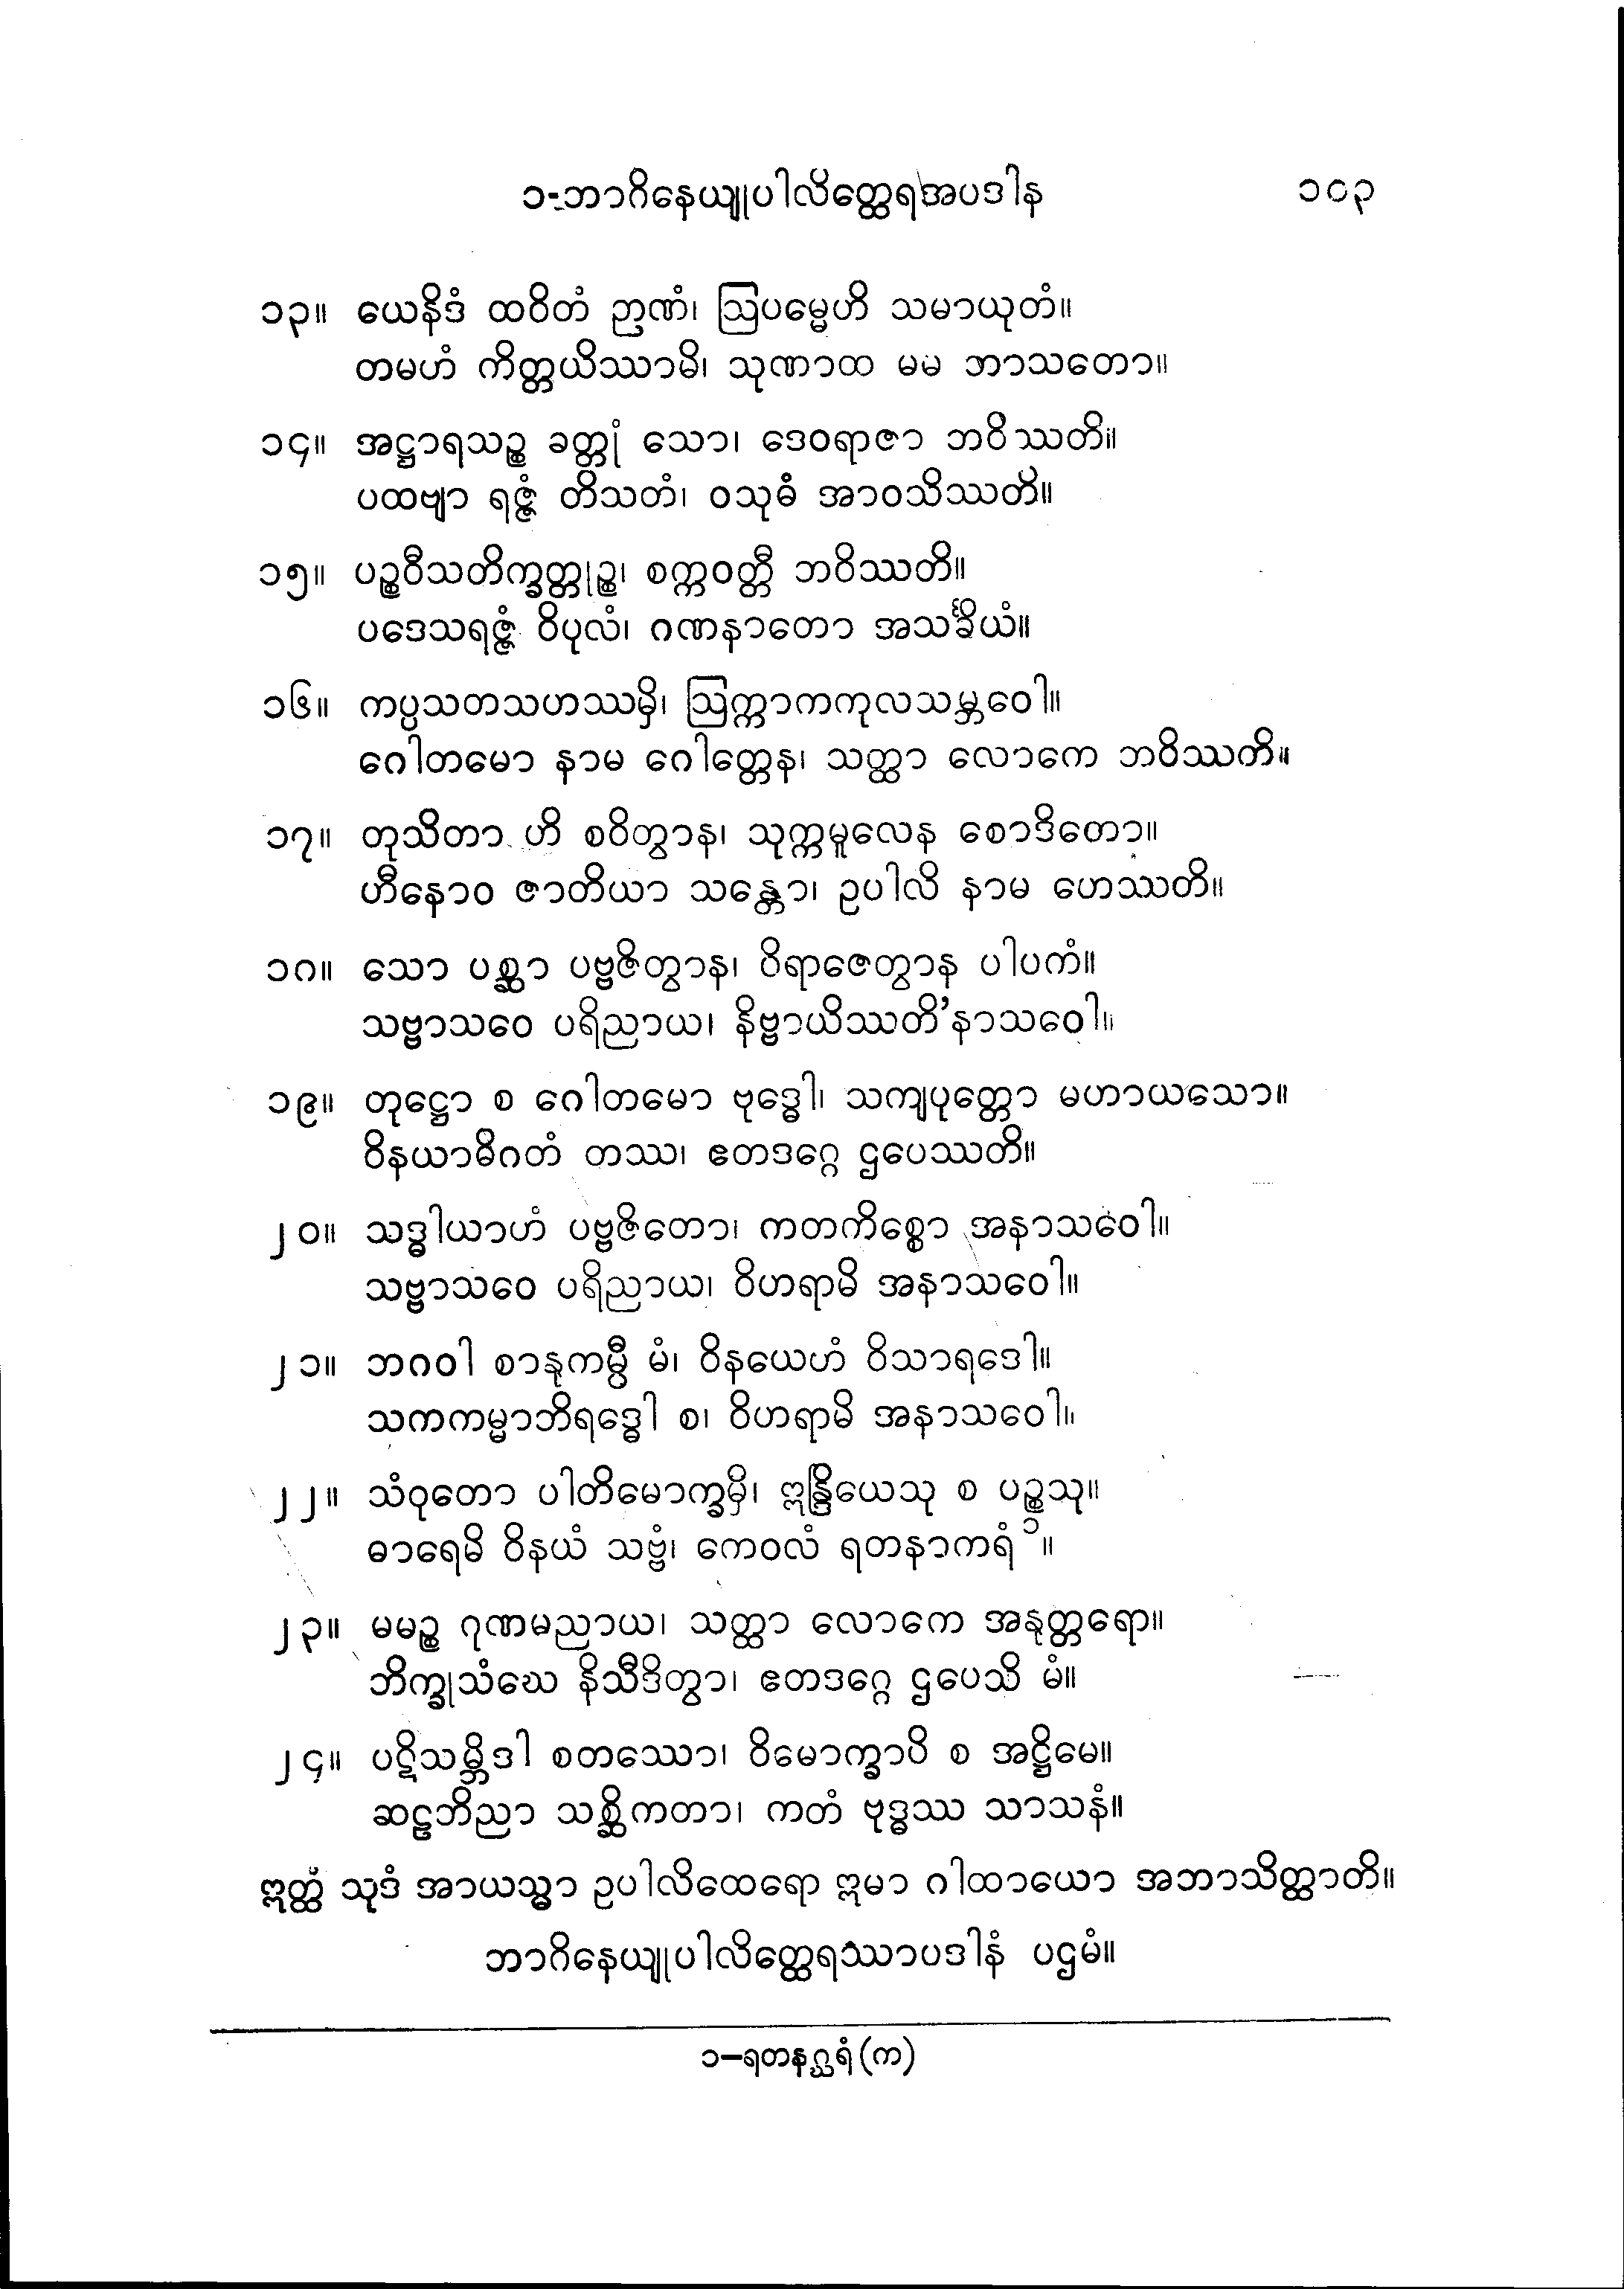 ၁-ဘာဂိနေယျုပါလိတ္ထေရအပဒါန ၁၀၃
၁၃။ ယေနိဒံ ထဝိတံ ဉာဏံ၊ ဩပမ္မေဟိ သမာယုတံ။
တမဟံ ကိတ္တယိဿာမိ၊ သုဏာထ မမ ဘာသတော။
၁၄။ အဋ္ဌာရသဉ္စ ခတ္တုံ သော၊ ဒေဝရာဇာ ဘဝိဿတိ။
ပထဗျာ ရဇ္ဇံ တိသတံ၊ ဝသုဓံ အာဝသိဿတိ။
၁၅။ ပဉ္စဝီသတိက္ခတ္တုဉ္စ၊ စက္ကဝတ္တီ ဘဝိဿတိ။
ပဒေသရဇ္ဇံ ဝိပုလံ၊ ဂဏနာတော အသင်္ခိယံ။
၁၆။ ကပ္ပသတသဟဿမှိ၊ ဩက္ကာကကုလသမ္ဘဝေါ။
ဂေါတမော နာမ ဂေါတ္တေန၊ သတ္ထာ လောကေ ဘဝိဿတိ။
၁၇။ တုသိတာ ဟိ စဝိတွာန၊ သုက္ကမူလေန စောဒိတော။
ဟီနောဝ ဇာတိယာ သန္တော၊ ဥပါလိ နာမ ဟေဿတိ။
၁၈။ သော ပစ္ဆာ ပဗ္ဗဇိတွာန၊ ဝိရာဇေတွာန ပါပကံ။
သဗ္ဗာသဝေ ပရိညာယ၊ နိဗ္ဗာယိဿတိ’နာသဝေါ။
၁၉။ တုဋ္ဌော စ ဂေါတမော ဗုဒ္ဓေါ၊ သကျပုတ္တော မဟာယသော။
ဝိနယာဓိဂတံ တဿ၊ ဧတဒဂ္ဂေ ဌပေဿတိ။
၂၀။ သဒ္ဓါယာဟံ ပဗ္ဗဇိတော၊ ကတကိစ္စော အနာသဝေါ။
သဗ္ဗာသဝေ ပရိညာယ၊ ဝိဟရာမိ အနာသဝေါ။
၂၁။ ဘဂဝါ စာနုကမ္ပီ မံ၊ ဝိနယေဟံ ဝိသာရဒေါ။
သကကမ္မာဘိရဒ္ဓေါ စ၊ ဝိဟရာမိ အနာသဝေါ။
၂၂။ သံဝုတော ပါတိမောက္ခမှိ၊ ဣန္ဒြိယေသု စ ပဉ္စသု။
ဓာရေမိ ဝိနယံ သဗ္ဗံ၊ ကေဝလံ ရတနာကရံ ၁။
၂၃။ မမဉ္စ ဂုဏမညာယ၊ သတ္ထာ လောကေ အနုတ္တရော။
ဘိက္ခုသံဃေ နိသီဒိတွာ၊ ဧတဒဂ္ဂေ ဌပေသိ မံ။
၂၄။ ပဋိသမ္ဘိဒါ စတဿော၊ ဝိမောက္ခာပိ စ အဋ္ဌိမေ။
ဆဠဘိညာ သစ္ဆိကတာ၊ ကတံ ဗုဒ္ဓဿ သာသနံ။
ဣတ္ထံ သုဒံ အာယသ္မာ ဥပါလိထေရော ဣမာ ဂါထာယော အဘာသိတ္ထာတိ။
ဘာဂိနေယျုပါလိတ္ထေရဿာပဒါနံ ပဌမံ။
၁-ရတနဂ္ဃရံ (က)